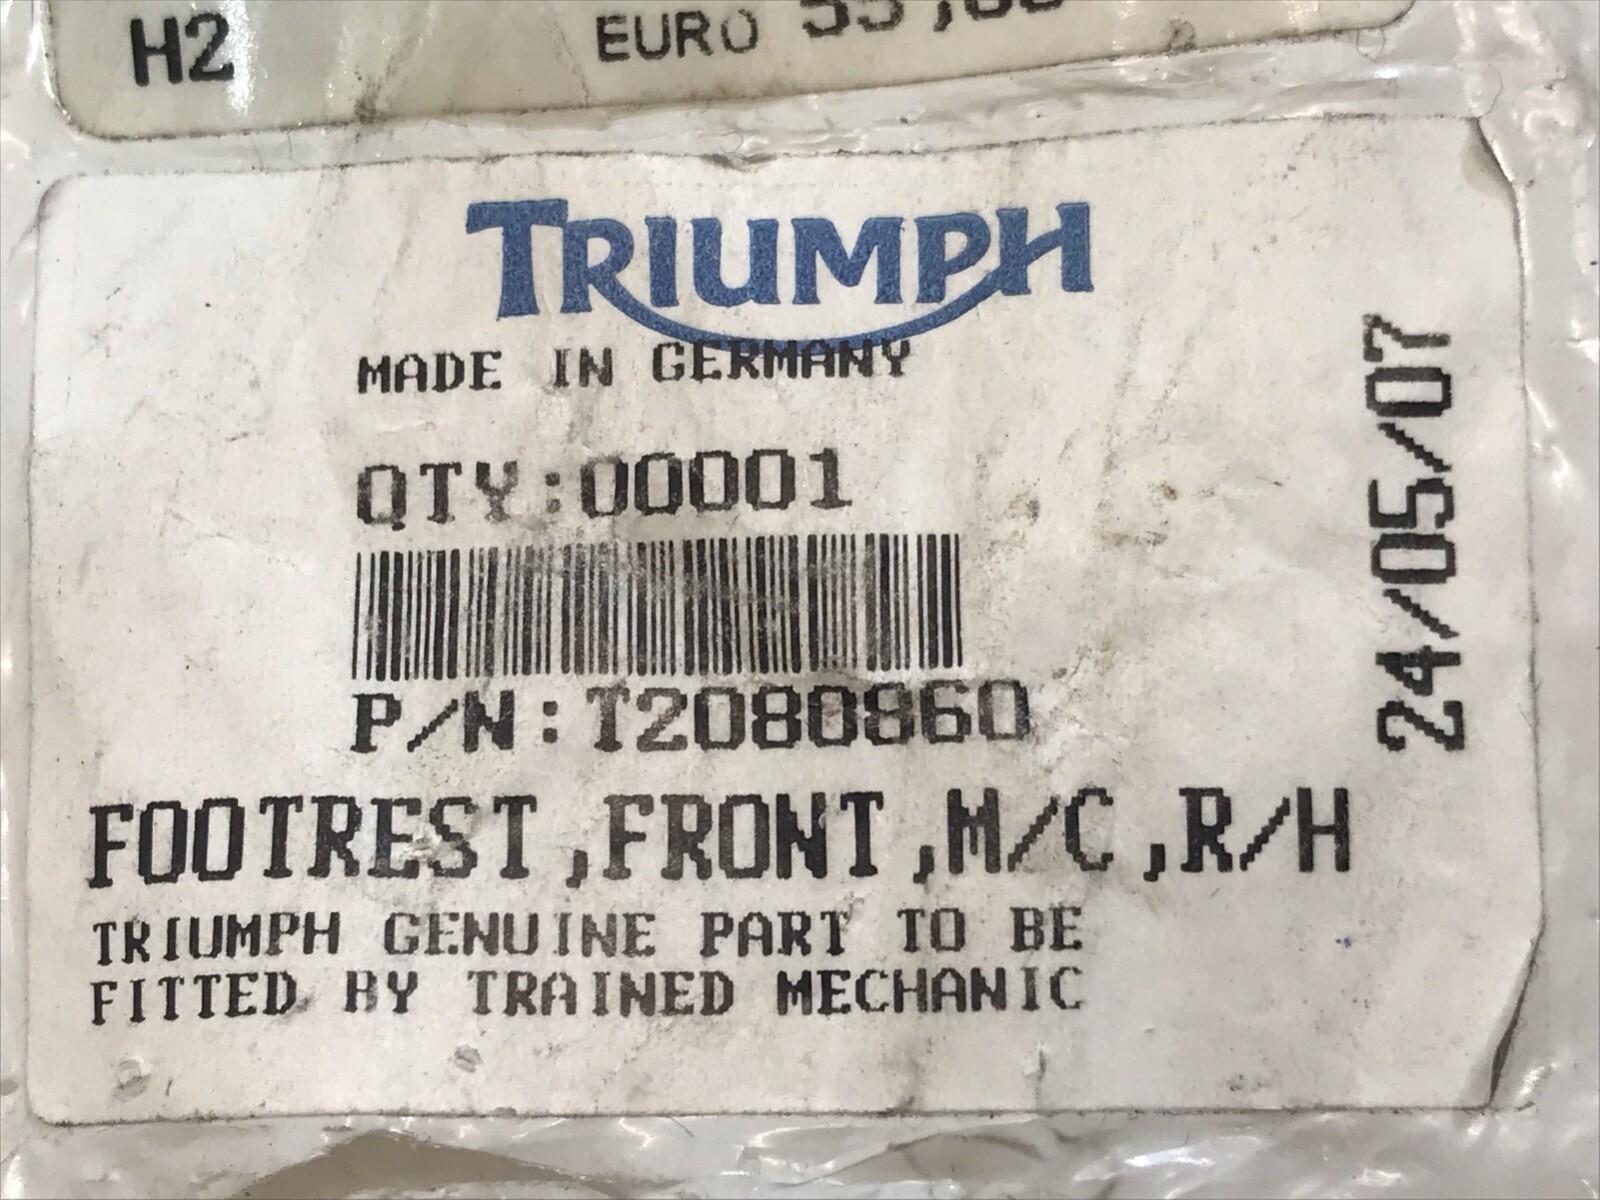 H2
EURO
TRIUMPH
MADE IN GERMANY
QTY:00001
P/N:T2080860
FOOTREST,FRONT,M/C,R/H
TRIUMPH GENUINE PART TO BE
FITTED BY TRAINED MECHANIC
24/05/07